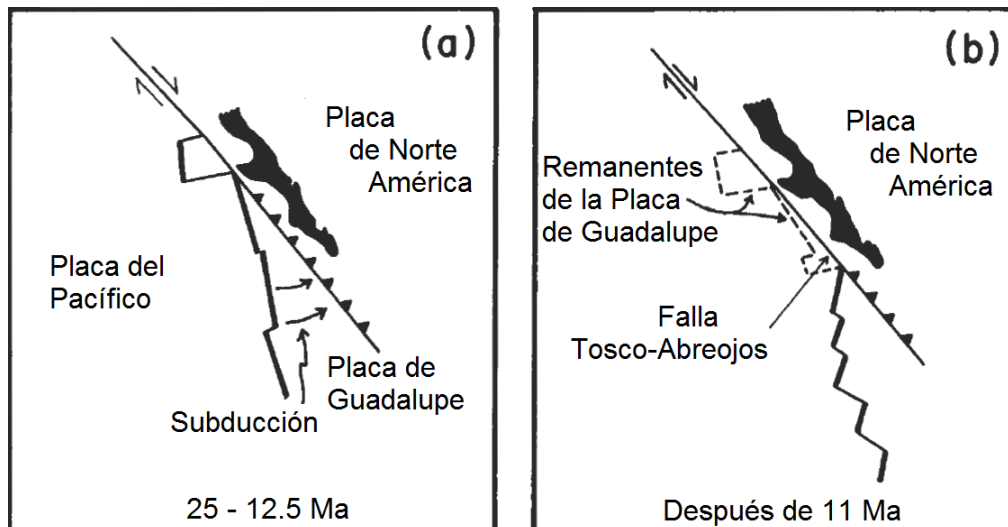 (a)
Placa
de Norte
América
Placa del
Pacífico
Placa de
Guadalupe
Subducción
25 - 12.5 Ma
(b)
Placa
de Norte
América
Remanentes
de la Placa
de Guadalupe
Falla
Tosco-Abreojos
Después de 11 Ma